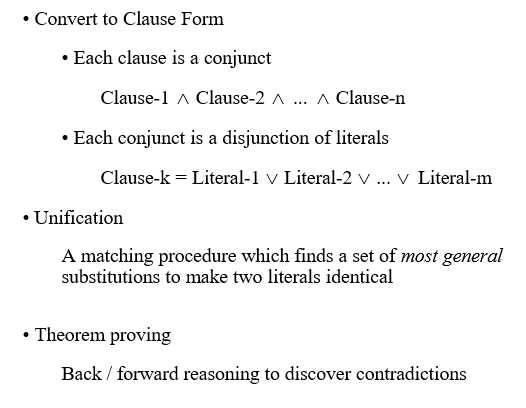 • Convert to Clause Form
• Each clause is a conjunct
Clause-1 ∧ Clause-2 ∧ ... ∧ Clause-n
• Each conjunct is a disjunction of literals
Clause-k = Literal-1 ∨ Literal-2 ∨ ... ∨ Literal-m
• Unification
A matching procedure which finds a set of most general
substitutions to make two literals identical
• Theorem proving
Back / forward reasoning to discover contradictions